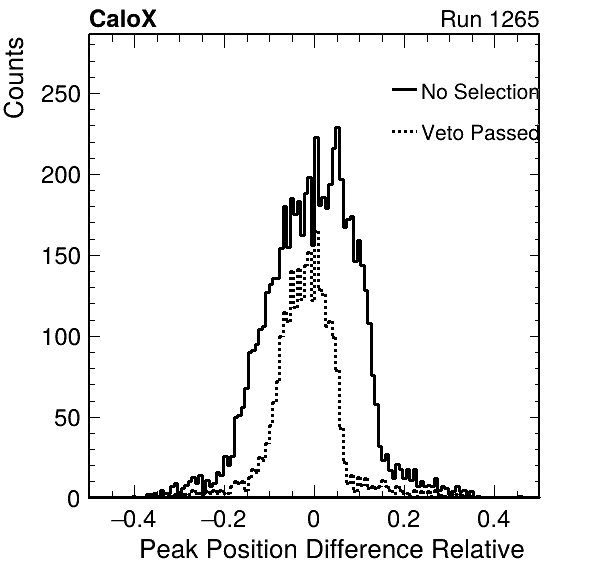 CaloX Run 1265
Counts
No Selection
Veto Passed
250
200
150
100
50
0
−0.4 −0.2 0 0.2 0.4
Peak Position Difference Relative